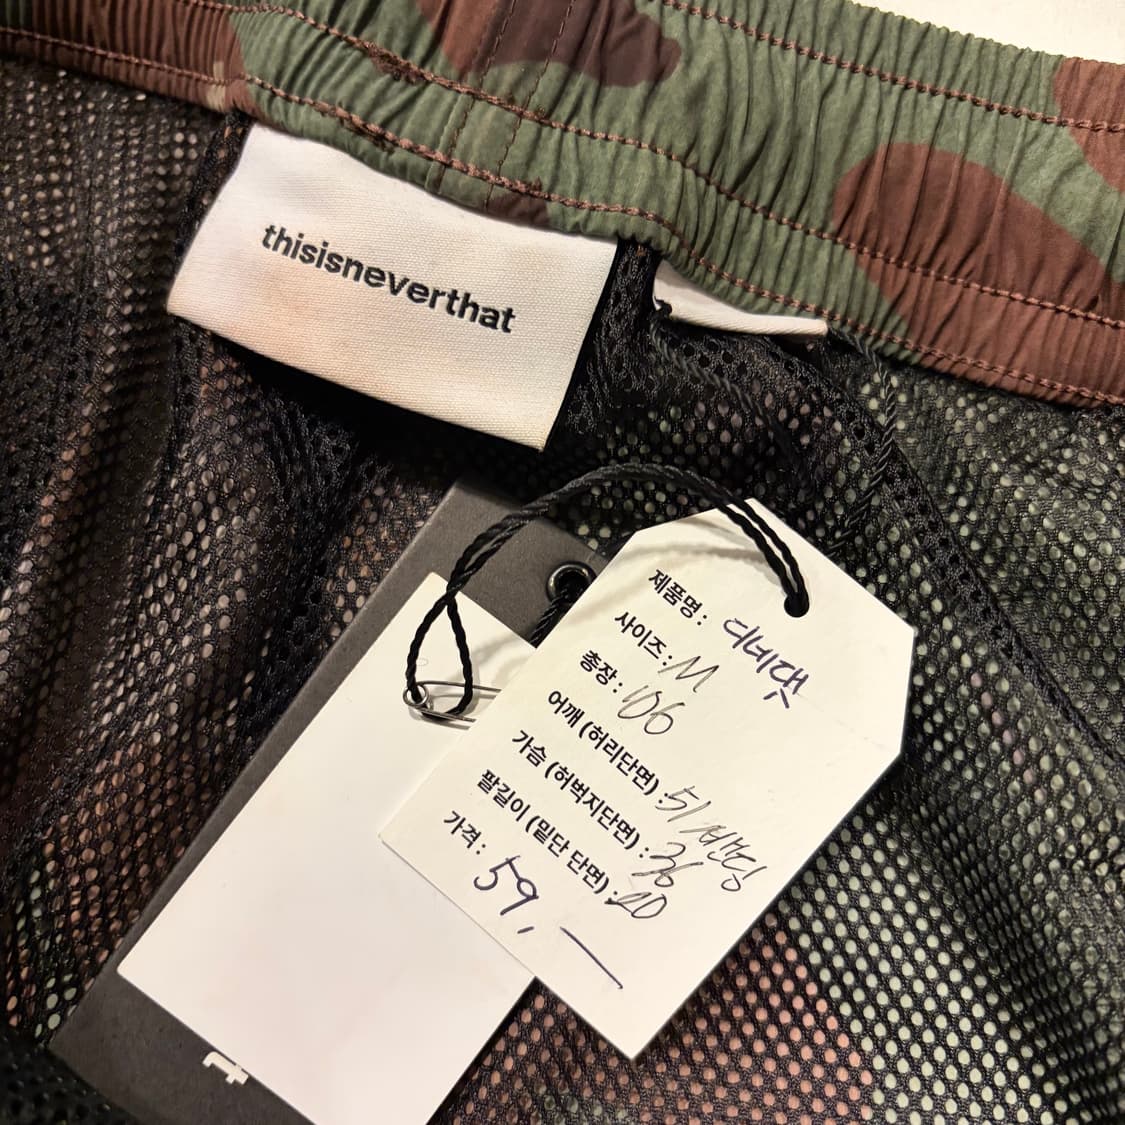 thisisneverthat
제품명 : 디네댓
사이즈 : M
총장 : 106
어깨 (허리단면) : 51 / 밴딩
가슴 (허벅지단면) : 36
팔길이 (밑단 단면) : 20
가격 : 59,-